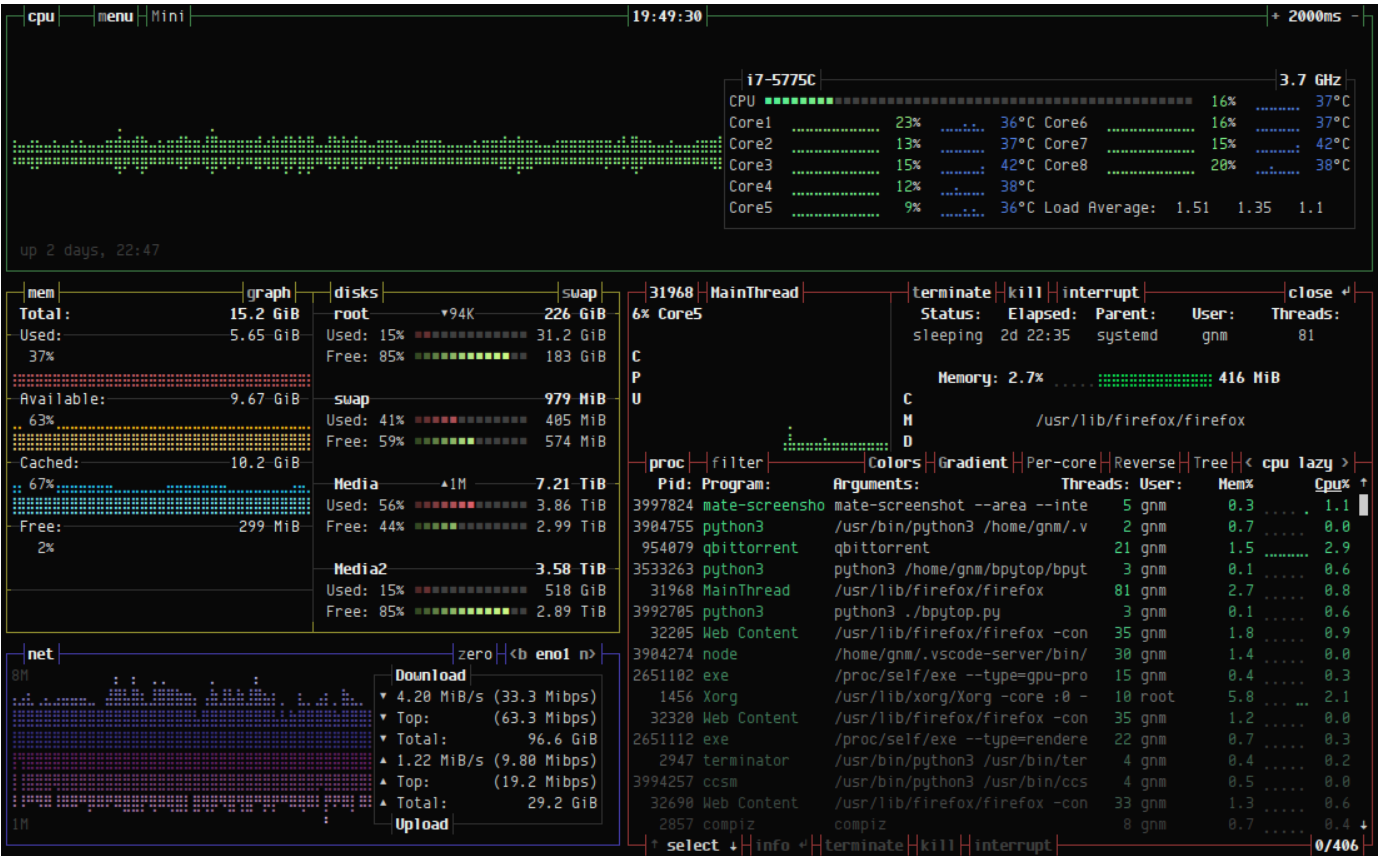 cpu menu Mini 19:49:30 + 2000ms -
i7-5775C 3.7 GHz
CPU 16% 37°C
Core1 23% 36°C Core6 16% 37°C
Core2 13% 37°C Core7 15% 42°C
Core3 15% 42°C Core8 20% 38°C
Core4 12% 38°C
Core5 9% 36°C Load Average: 1.51 1.35 1.1
up 2 days, 22:47
mem graph
Total: 15.2 GiB
Used: 5.65 GiB
37%
Available: 9.67 GiB
63%
Cached: 10.2 GiB
67%
Free: 299 MiB
2%
disks swap
root ▼94K 226 GiB
Used: 15% 31.2 GiB
Free: 85% 183 GiB
swap 979 MiB
Used: 41% 405 MiB
Free: 59% 574 MiB
Media ▲1M 7.21 TiB
Used: 56% 3.86 TiB
Free: 44% 2.99 TiB
Media2 3.58 TiB
Used: 15% 518 GiB
Free: 85% 2.89 TiB
net zero <b eno1 n>
8M
Download
▼ 4.20 MiB/s (33.3 Mibps)
▼ Top: (63.3 Mibps)
▼ Total: 96.6 GiB
▲ 1.22 MiB/s (9.80 Mibps)
▲ Top: (19.2 Mibps)
▲ Total: 29.2 GiB
Upload
1M
31968 MainThread terminate kill interrupt close ↲
6% Core5
CPU
Status: Elapsed: Parent: User: Threads:
sleeping 2d 22:35 systemd gnm 81
Memory: 2.7% 416 MiB
CMD
/usr/lib/firefox/firefox
proc filter Colors Gradient Per-core Reverse Tree < cpu lazy >
Pid: Program: Arguments: Threads: User: Mem% Cpu% ↑
3997824 mate-screensho mate-screenshot --area --inte 5 gnm 0.3 1.1
3904755 python3 /usr/bin/python3 /home/gnm/.v 2 gnm 0.7 0.0
954079 qbittorrent qbittorrent 21 gnm 1.5 2.9
3533263 python3 python3 /home/gnm/bpytop/bpyt 3 gnm 0.1 0.6
31968 MainThread /usr/lib/firefox/firefox 81 gnm 2.7 0.8
3992705 python3 python3 ./bpytop.py 3 gnm 0.1 0.6
32205 Web Content /usr/lib/firefox/firefox -con 35 gnm 1.8 0.9
3904274 node /home/gnm/.vscode-server/bin/ 30 gnm 1.4 0.0
2651102 exe /proc/self/exe --type=gpu-pro 15 gnm 0.4 0.3
1456 Xorg /usr/lib/xorg/Xorg -core :0 - 10 root 5.8 2.1
32320 Web Content /usr/lib/firefox/firefox -con 35 gnm 1.2 0.0
2651112 exe /proc/self/exe --type=rendere 22 gnm 0.7 0.3
2947 terminator /usr/bin/python3 /usr/bin/ter 4 gnm 0.4 0.2
3994257 ccsm /usr/bin/python3 /usr/bin/ccs 4 gnm 0.5 0.0
32690 Web Content /usr/lib/firefox/firefox -con 33 gnm 1.3 0.6
2857 compiz compiz 8 gnm 0.7 0.4 ↓
↑ select ↓ info ↲ terminate kill interrupt 0/406